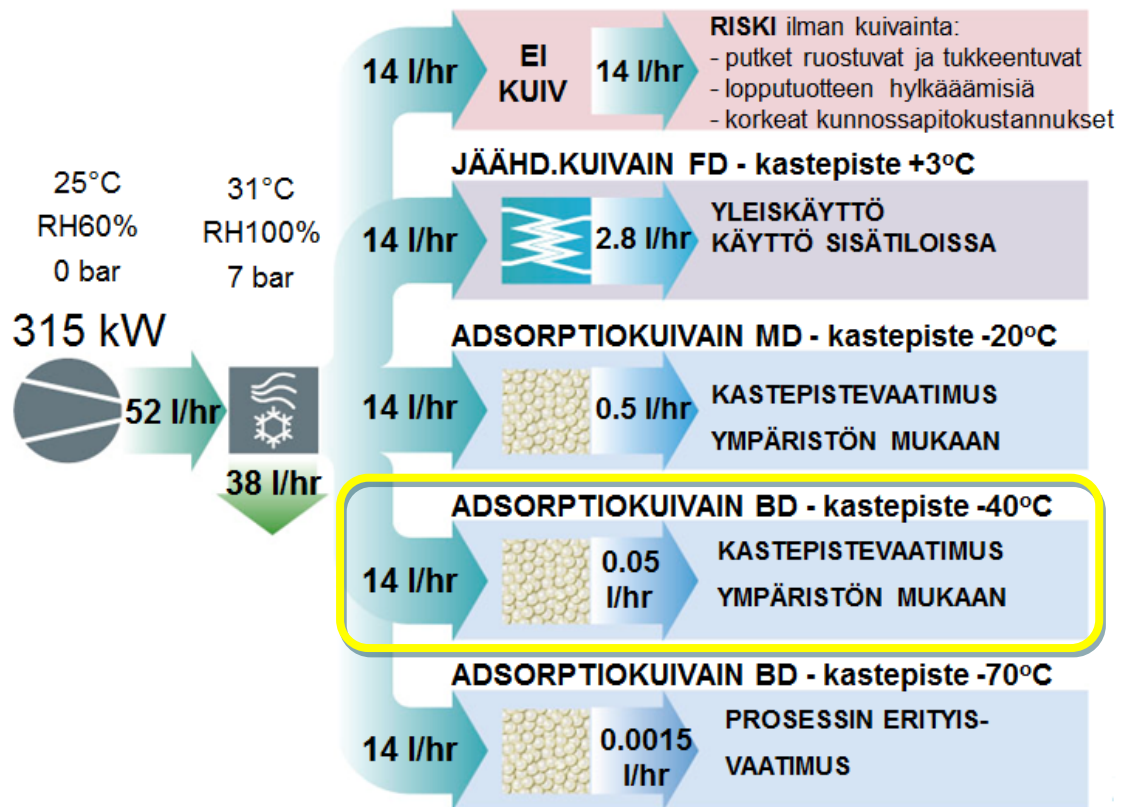 25°C
RH60%
0 bar
315 kW
52 l/hr
31°C
RH100%
7 bar
38 l/hr
14 l/hr
EI
KUIV
14 l/hr
RISKI ilman kuivainta:
- putket ruostuvat ja tukkeentuvat
- lopputuotteen hylkääämisiä
- korkeat kunnossapitokustannukset
JÄÄHD.KUIVAIN FD - kastepiste +3°C
14 l/hr
2.8 l/hr
YLEISKÄYTTÖ
KÄYTTÖ SISÄTILOISSA
ADSORPTIOKUIVAIN MD - kastepiste -20°C
14 l/hr
0.5 l/hr
KASTEPISTEVAATIMUS
YMPÄRISTÖN MUKAAN
ADSORPTIOKUIVAIN BD - kastepiste -40°C
14 l/hr
0.05
l/hr
KASTEPISTEVAATIMUS
YMPÄRISTÖN MUKAAN
ADSORPTIOKUIVAIN BD - kastepiste -70°C
14 l/hr
0.0015
l/hr
PROSESSIN ERITYIS-
VAATIMUS